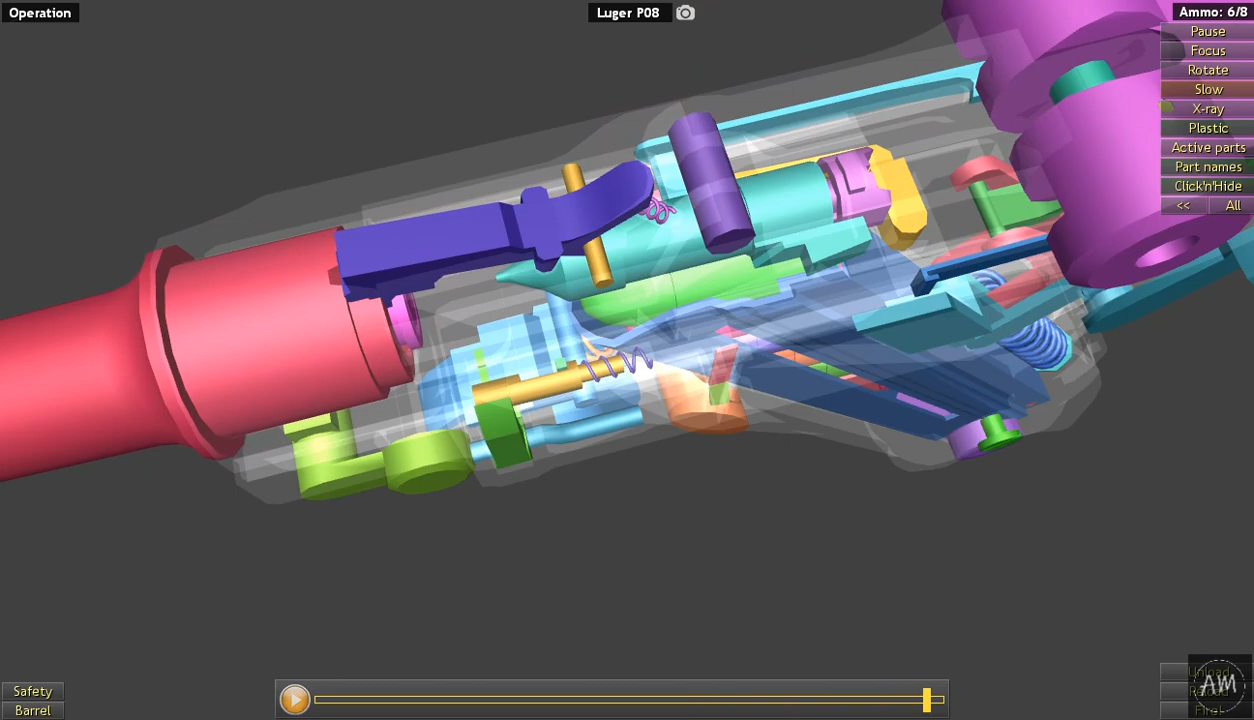 Operation
Luger P08
Ammo: 6/8
Pause
Focus
Rotate
Slow
X-ray
Plastic
Active parts
Part names
Click'n'Hide
<< All
Safety
Barrel
AM